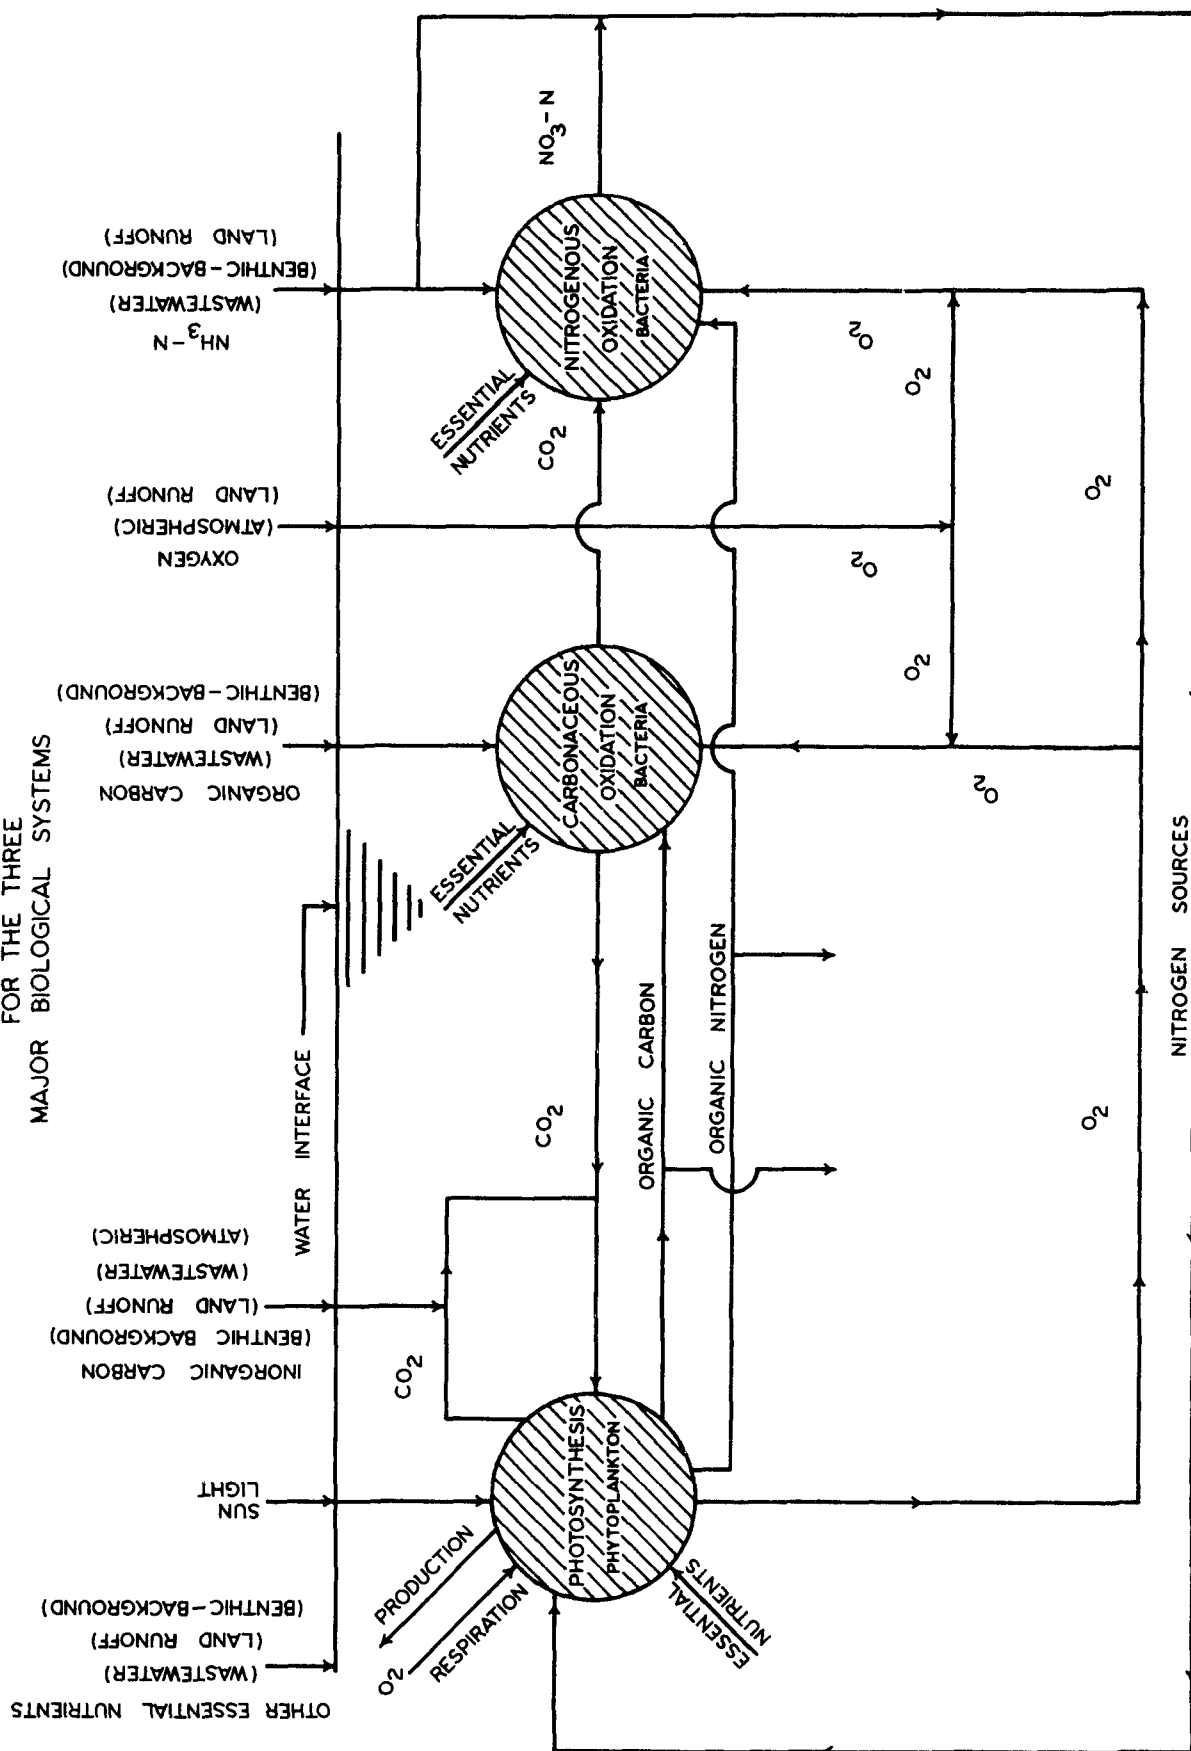 FOR THE THREE
MAJOR BIOLOGICAL SYSTEMS
OTHER ESSENTIAL NUTRIENTS
(WASTEWATER)
(LAND RUNOFF)
(BENTHIC-BACKGROUND)
SUN
LIGHT
INORGANIC CARBON
(BENTHIC BACKGROUND)
(LAND RUNOFF)
(WASTEWATER)
(ATMOSPHERIC)
WATER INTERFACE
ORGANIC CARBON
(WASTEWATER)
(LAND RUNOFF)
(BENTHIC-BACKGROUND)
OXYGEN
(ATMOSPHERIC)
(LAND RUNOFF)
NH3-N
(WASTEWATER)
(BENTHIC-BACKGROUND)
(LAND RUNOFF)
O2
PRODUCTION
RESPIRATION
CO2
ESSENTIAL
NUTRIENTS
ESSENTIAL
NUTRIENTS
PHOTOSYNTHESIS
PHYTOPLANKTON
CO2
CARBONACEOUS
OXIDATION
BACTERIA
CO2
NITROGENOUS
OXIDATION
BACTERIA
NO3-N
ESSENTIAL
NUTRIENTS
ORGANIC CARBON
ORGANIC NITROGEN
O2
O2
O2
O2
O2
O2
O2
NITROGEN SOURCES